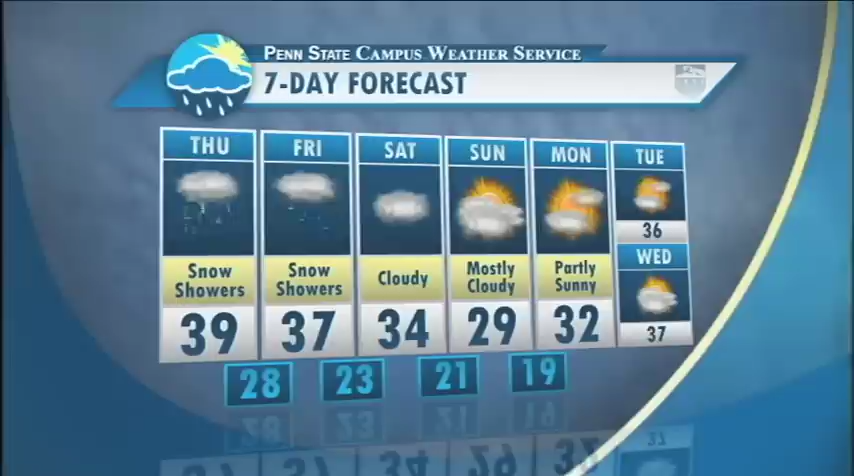 PENN STATE CAMPUS WEATHER SERVICE
7-DAY FORECAST
THU
FRI
SAT
SUN
MON
TUE
36
WED
37
Snow
Showers
Snow
Showers
Cloudy
Mostly
Cloudy
Partly
Sunny
39
37
34
29
32
28
23
21
19